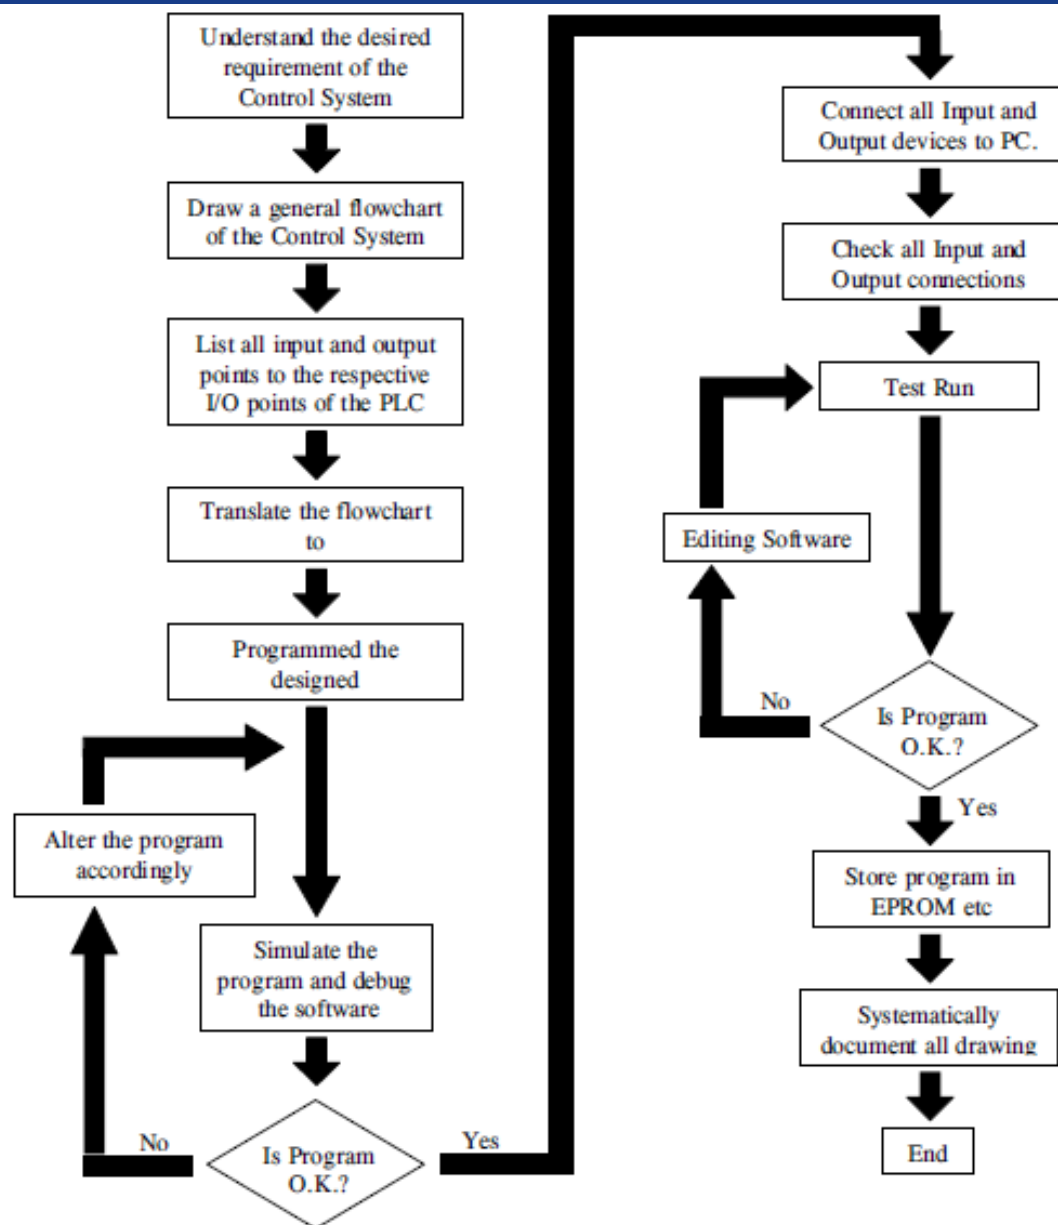 Understand the desired
requirement of the
Control System
Draw a general flowchart
of the Control System
List all input and output
points to the respective
I/O points of the PLC
Translate the flowchart
to
Programmed the
designed
Alter the program
accordingly
Simulate the
program and debug
the software
Is Program
O.K.?
No
Yes
Connect all Input and
Output devices to PC.
Check all Input and
Output connections
Test Run
Editing Software
Is Program
O.K.?
No
Yes
Store program in
EPROM etc
Systematically
document all drawing
End